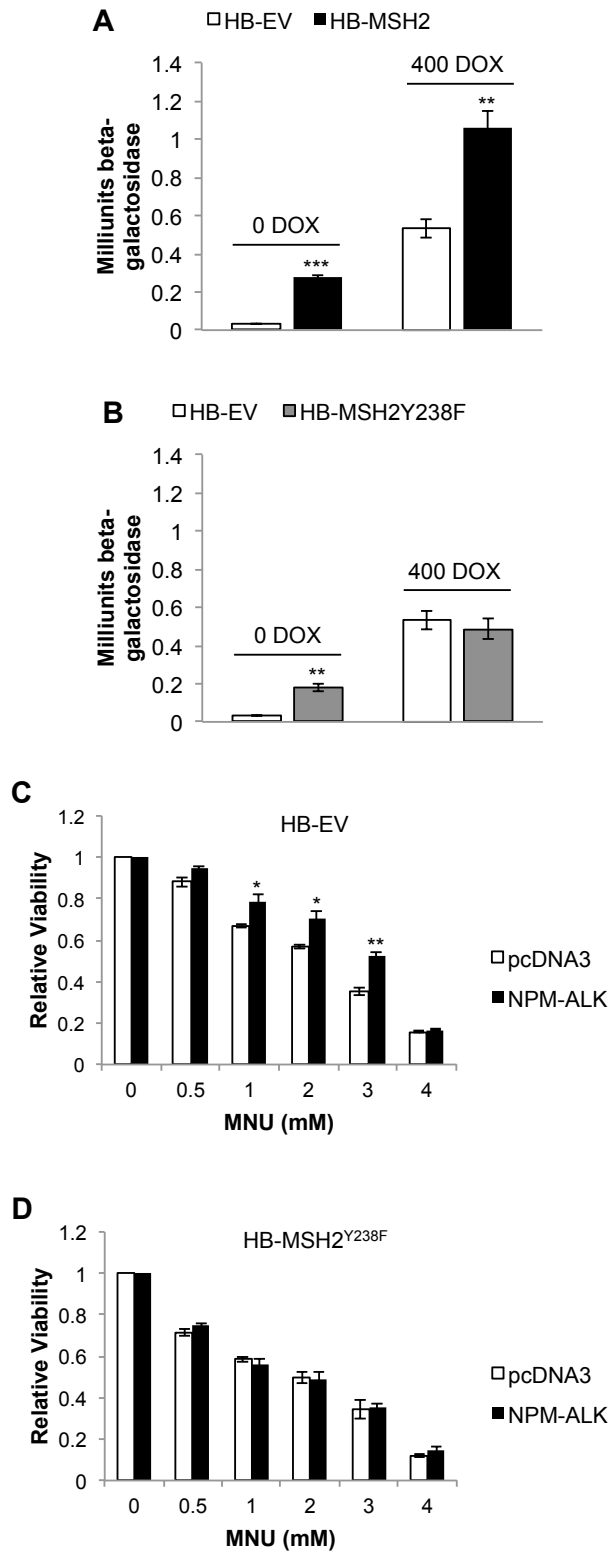 A
HB-EV HB-MSH2
Milliunits beta-
galactosidase
1.4
1.2
1
0.8
0.6
0.4
0.2
0
0 DOX
***
400 DOX
**
B
HB-EV HB-MSH2Y238F
Milliunits beta-
galactosidase
1.4
1.2
1
0.8
0.6
0.4
0.2
0
0 DOX
**
400 DOX
C
HB-EV
Relative Viability
1.2
1
0.8
0.6
0.4
0.2
0
* * **
pcDNA3
NPM-ALK
0 0.5 1 2 3 4
MNU (mM)
D
HB-MSH2Y238F
Relative Viability
1.2
1
0.8
0.6
0.4
0.2
0
pcDNA3
NPM-ALK
0 0.5 1 2 3 4
MNU (mM)